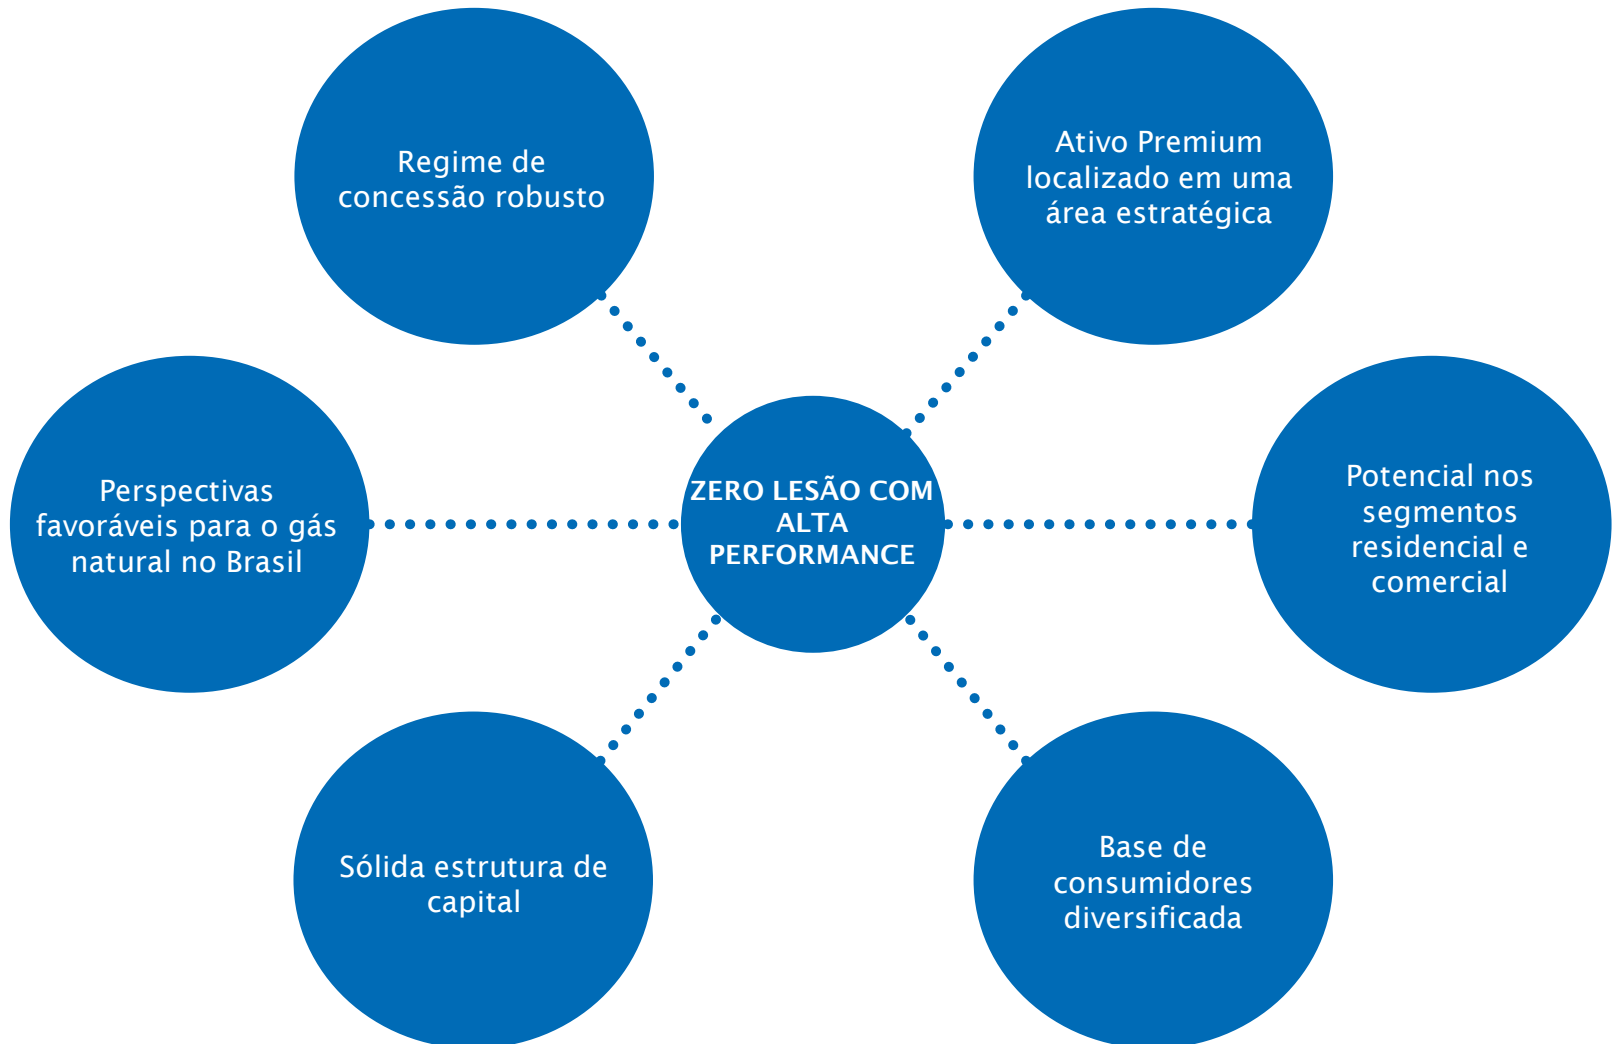 Regime de
concessão robusto
Ativo Premium
localizado em uma
área estratégica
Perspectivas
favoráveis para o gás
natural no Brasil
ZERO LESÃO COM
ALTA
PERFORMANCE
Potencial nos
segmentos
residencial e
comercial
Sólida estrutura de
capital
Base de
consumidores
diversificada